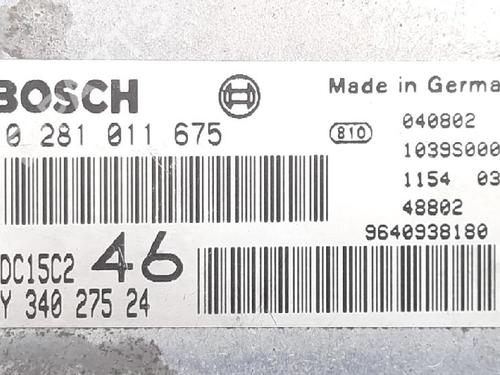 BOSCH
Made in Germa
0 281 011 675
810
040802
1039S000
1154 03
48802
9640938180
DC15C2 46
Y 340 275 24